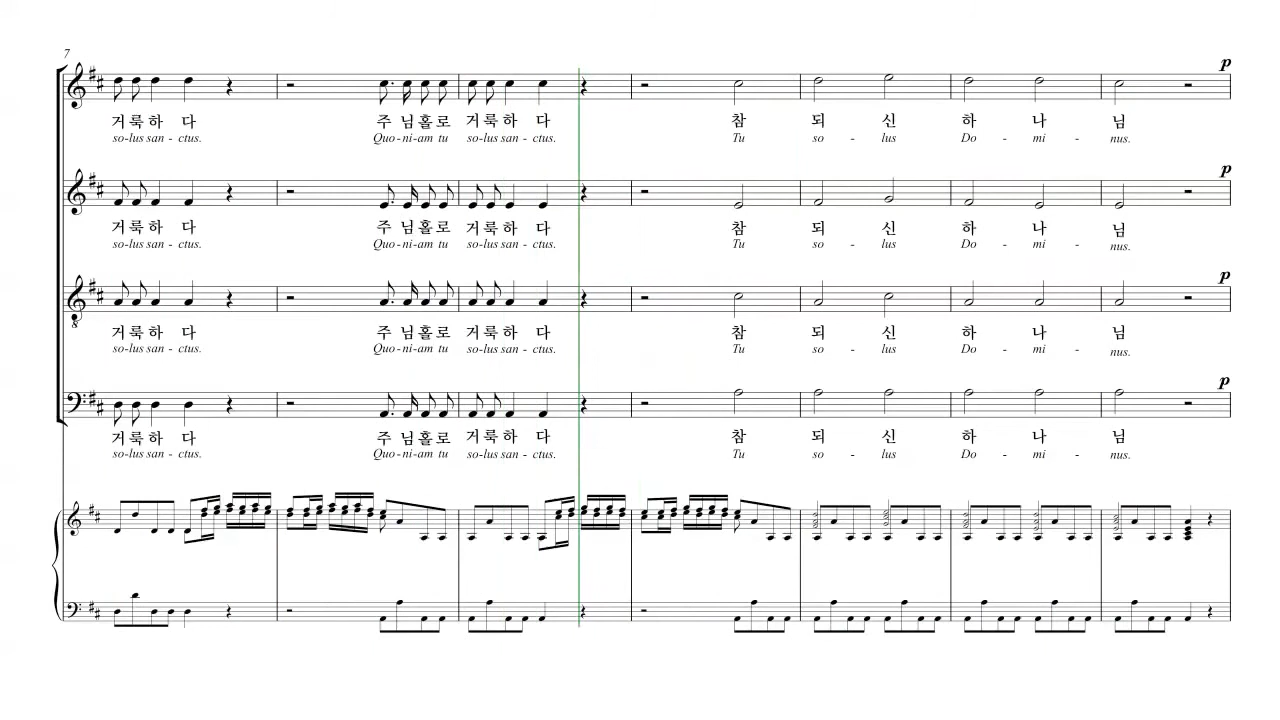 7
p
거룩하 다 주 님홀로 거룩하 다 참 되 신 하 나 님
so-lus san - ctus. Quo-ni-am tu so-lus san - ctus. Tu so - lus Do - mi - nus.
p
거룩하 다 주 님홀로 거룩하 다 참 되 신 하 나 님
so-lus san - ctus. Quo-ni-am tu so-lus san - ctus. Tu so - lus Do - mi - nus.
p
거룩하 다 주 님홀로 거룩하 다 참 되 신 하 나 님
so-lus san - ctus. Quo-ni-am tu so-lus san - ctus. Tu so - lus Do - mi - nus.
p
거룩하 다 주 님홀로 거룩하 다 참 되 신 하 나 님
so-lus san - ctus. Quo-ni-am tu so-lus san - ctus. Tu so - lus Do - mi - nus.